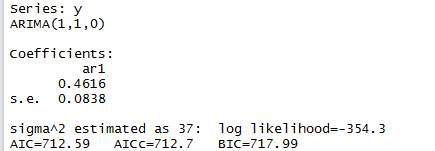 Series: y
ARIMA(1,1,0)
Coefficients:
ar1
0.4616
s.e. 0.0838
sigma^2 estimated as 37: log likelihood=-354.3
AIC=712.59 AICc=712.7 BIC=717.99